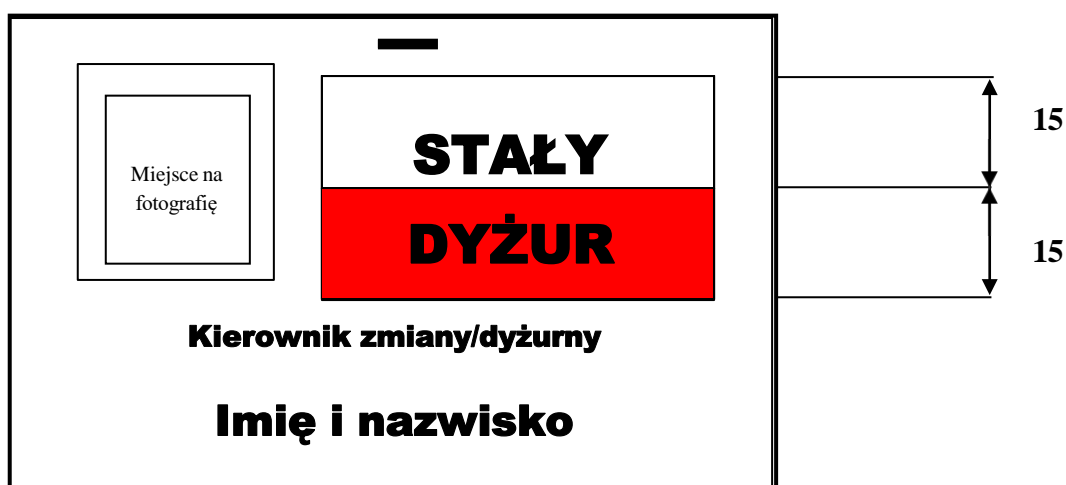 STAŁY
15
Miejsce na
fotografię
DYŻUR
15
Kierownik zmiany/dyżurny
Imię i nazwisko